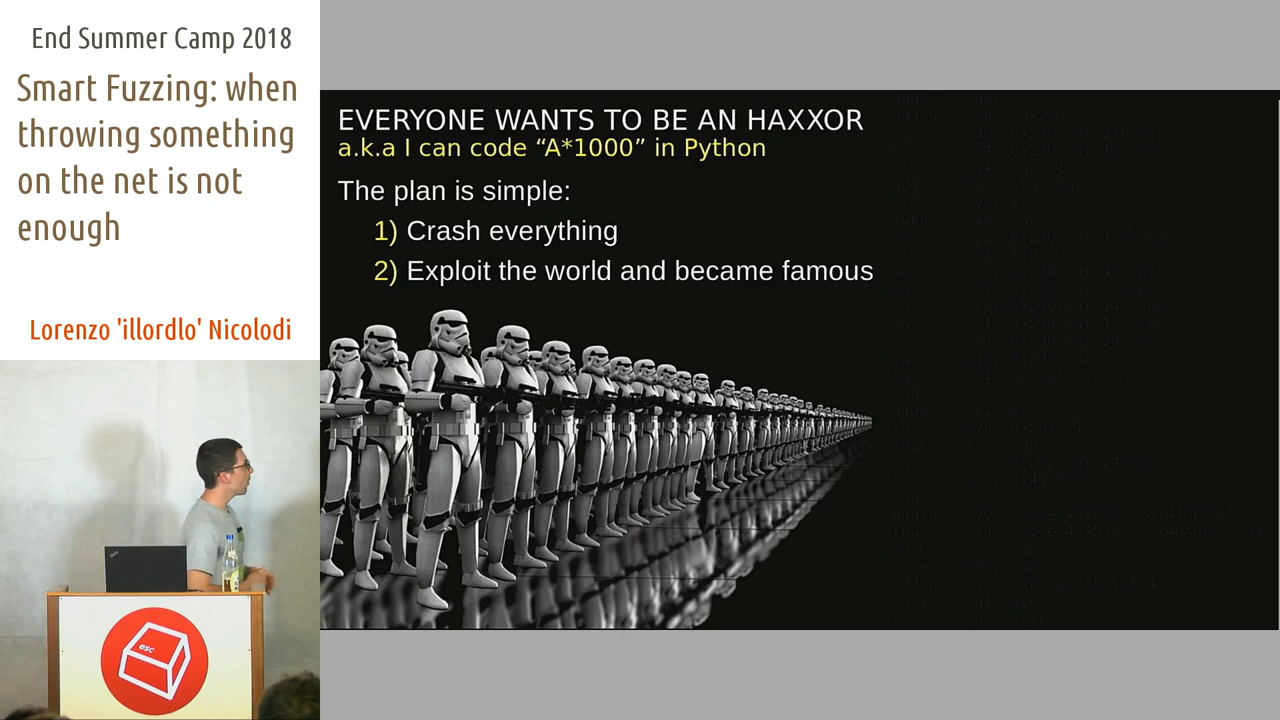 End Summer Camp 2018
Smart Fuzzing: when
throwing something
on the net is not
enough
Lorenzo 'illordlo' Nicolodi
EVERYONE WANTS TO BE AN HAXXOR
a.k.a I can code “A*1000” in Python
The plan is simple:
1) Crash everything
2) Exploit the world and became famous
esc